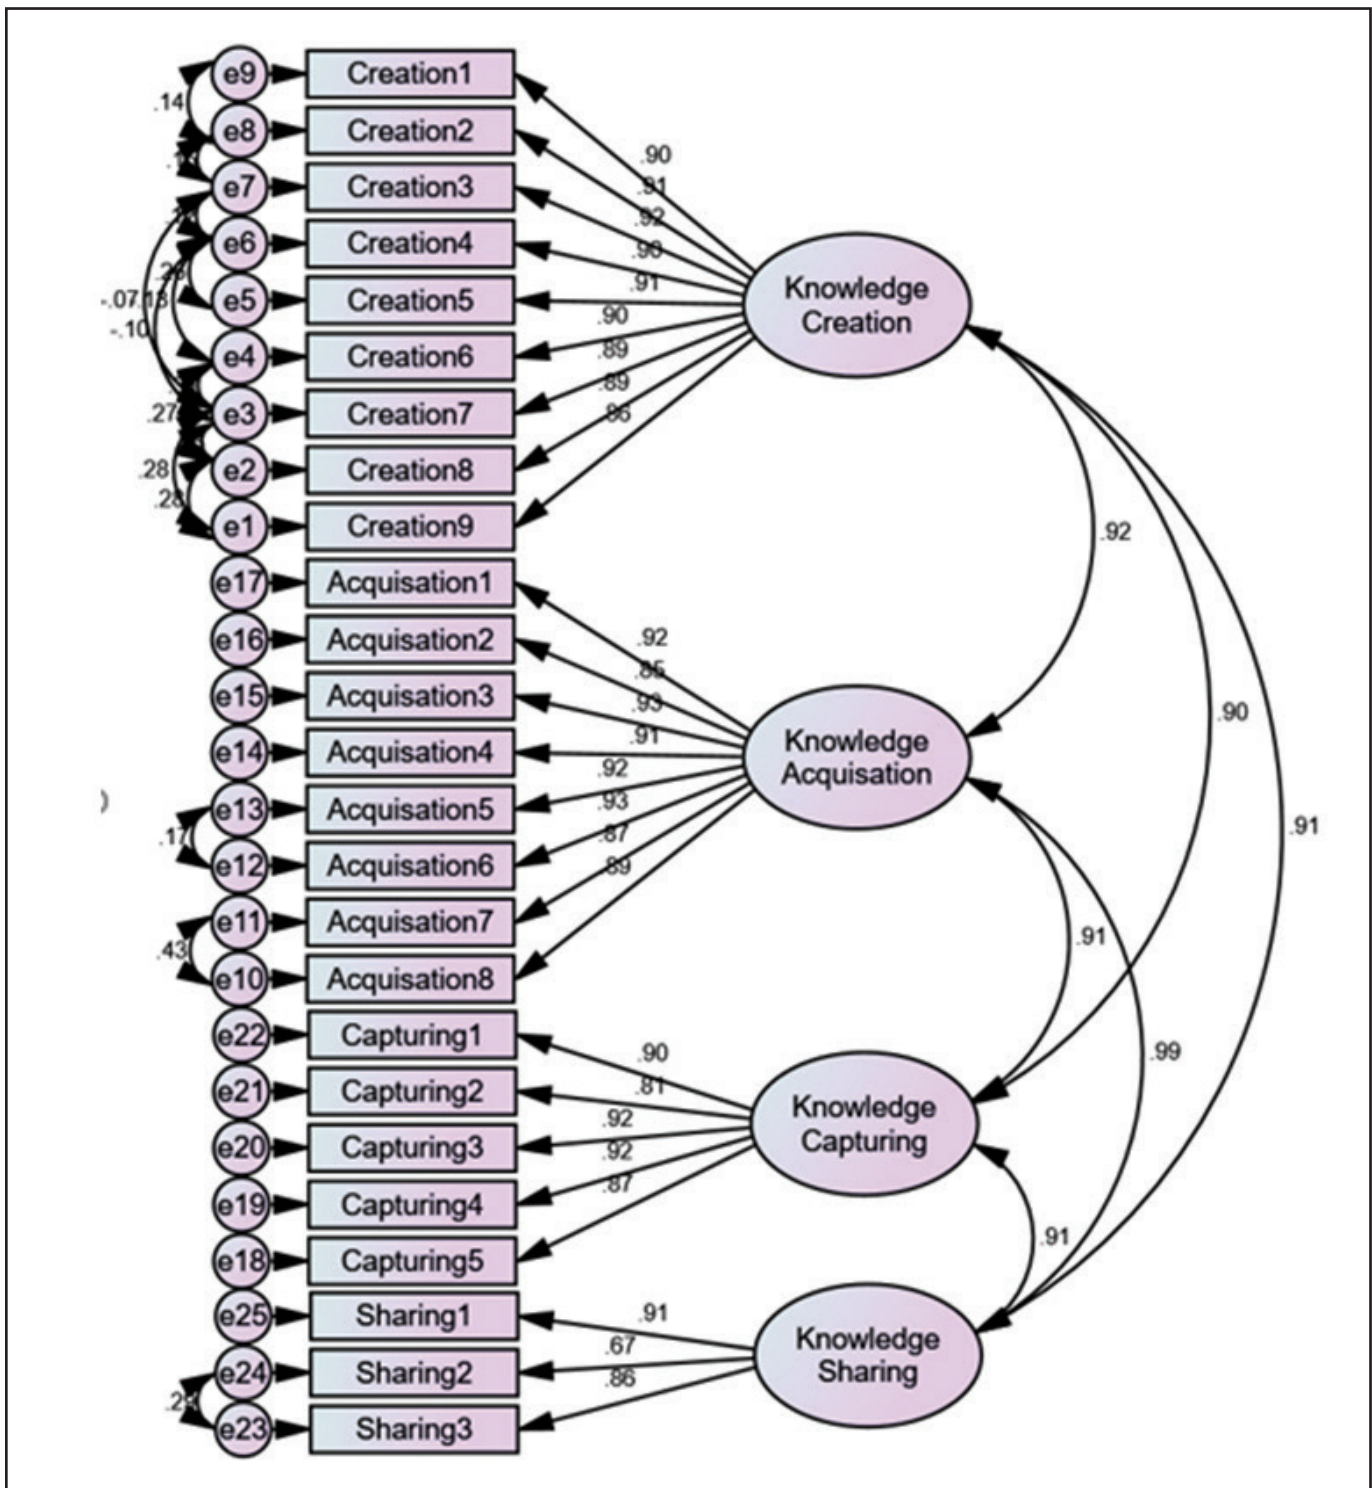 e9 Creation1
.14
e8 Creation2
.90
e7 Creation3
.91
.92
e6 Creation4
.90
e5 Creation5
.91
-.07
.13
Knowledge
Creation
.90
-.10
e4 Creation6
.89
.89
e3 Creation7
.27
.86
e2 Creation8
.28
.28
e1 Creation9
.92
e17 Acquisation1
e16 Acquisation2
.92
.85
e15 Acquisation3
.93
.90
e14 Acquisation4
.91
Knowledge
Acquisation
.92
e13 Acquisation5
.93
.91
.17
.87
e12 Acquisation6
.89
e11 Acquisation7
.91
.43
e10 Acquisation8
e22 Capturing1
.90
.99
e21 Capturing2
.81
Knowledge
Capturing
.92
e20 Capturing3
.92
e19 Capturing4
.87
.91
e18 Capturing5
e25 Sharing1
.91
Knowledge
Sharing
.67
e24 Sharing2
.86
e23 Sharing3